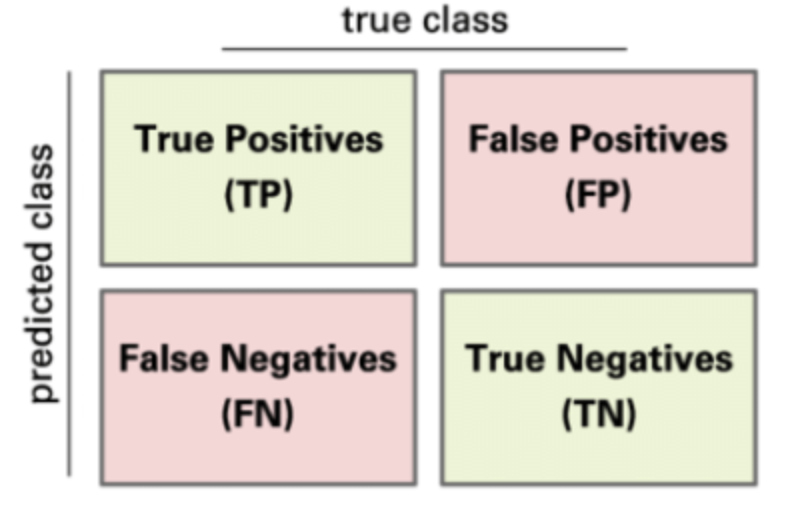 true class
predicted class
True Positives
(TP)
False Positives
(FP)
False Negatives
(FN)
True Negatives
(TN)